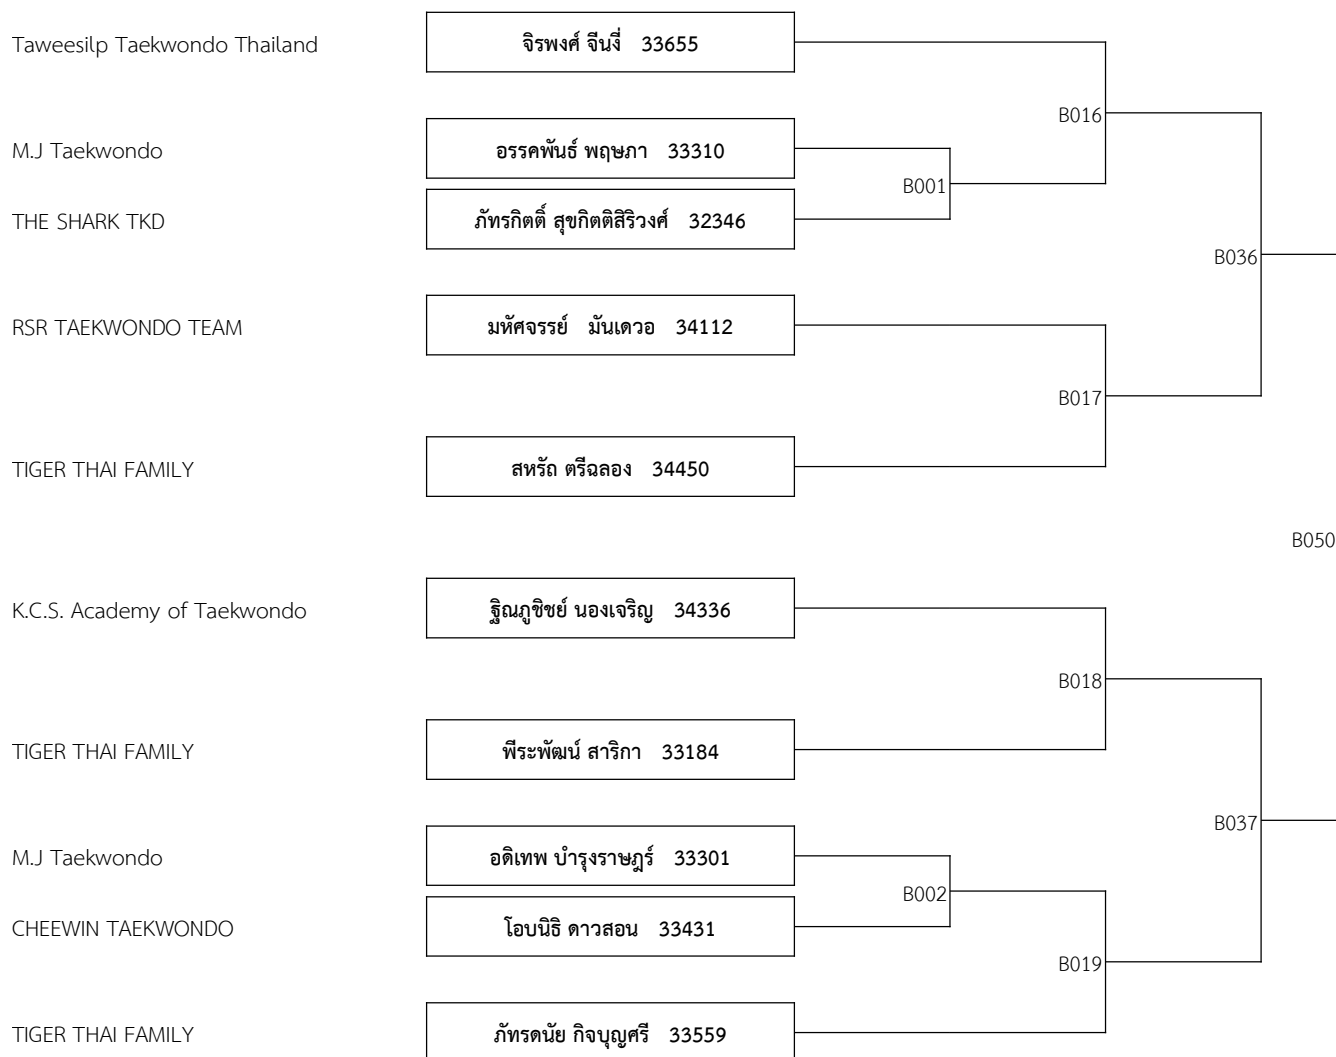 Taweesilp Taekwondo Thailand จิรพงศ์ จีนงี่ 33655
B016
M.J Taekwondo อรรคพันธ์ พฤษภา 33310
B001
THE SHARK TKD ภัทรกิตติ์ สุขกิตติสิริวงศ์ 32346
B036
RSR TAEKWONDO TEAM มหัศจรรย์ มันเดวอ 34112
B017
TIGER THAI FAMILY สหรัถ ตรีฉลอง 34450
B050
K.C.S. Academy of Taekwondo ฐิณภูชิชย์ นองเจริญ 34336
B018
TIGER THAI FAMILY พีระพัฒน์ สาริกา 33184
B037
M.J Taekwondo อดิเทพ บำรุงราษฎร์ 33301
B002
CHEEWIN TAEKWONDO โอบนิธิ ดาวสอน 33431
B019
TIGER THAI FAMILY ภัทรดนัย กิจบุญศรี 33559